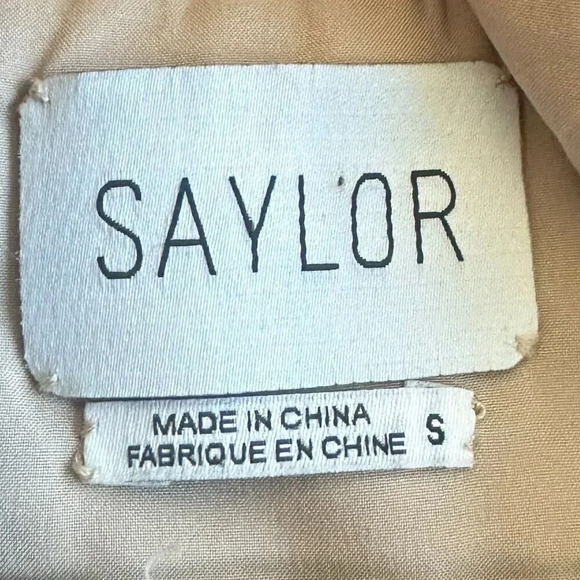 SAYLOR
MADE IN CHINA
FABRIQUE EN CHINE
S